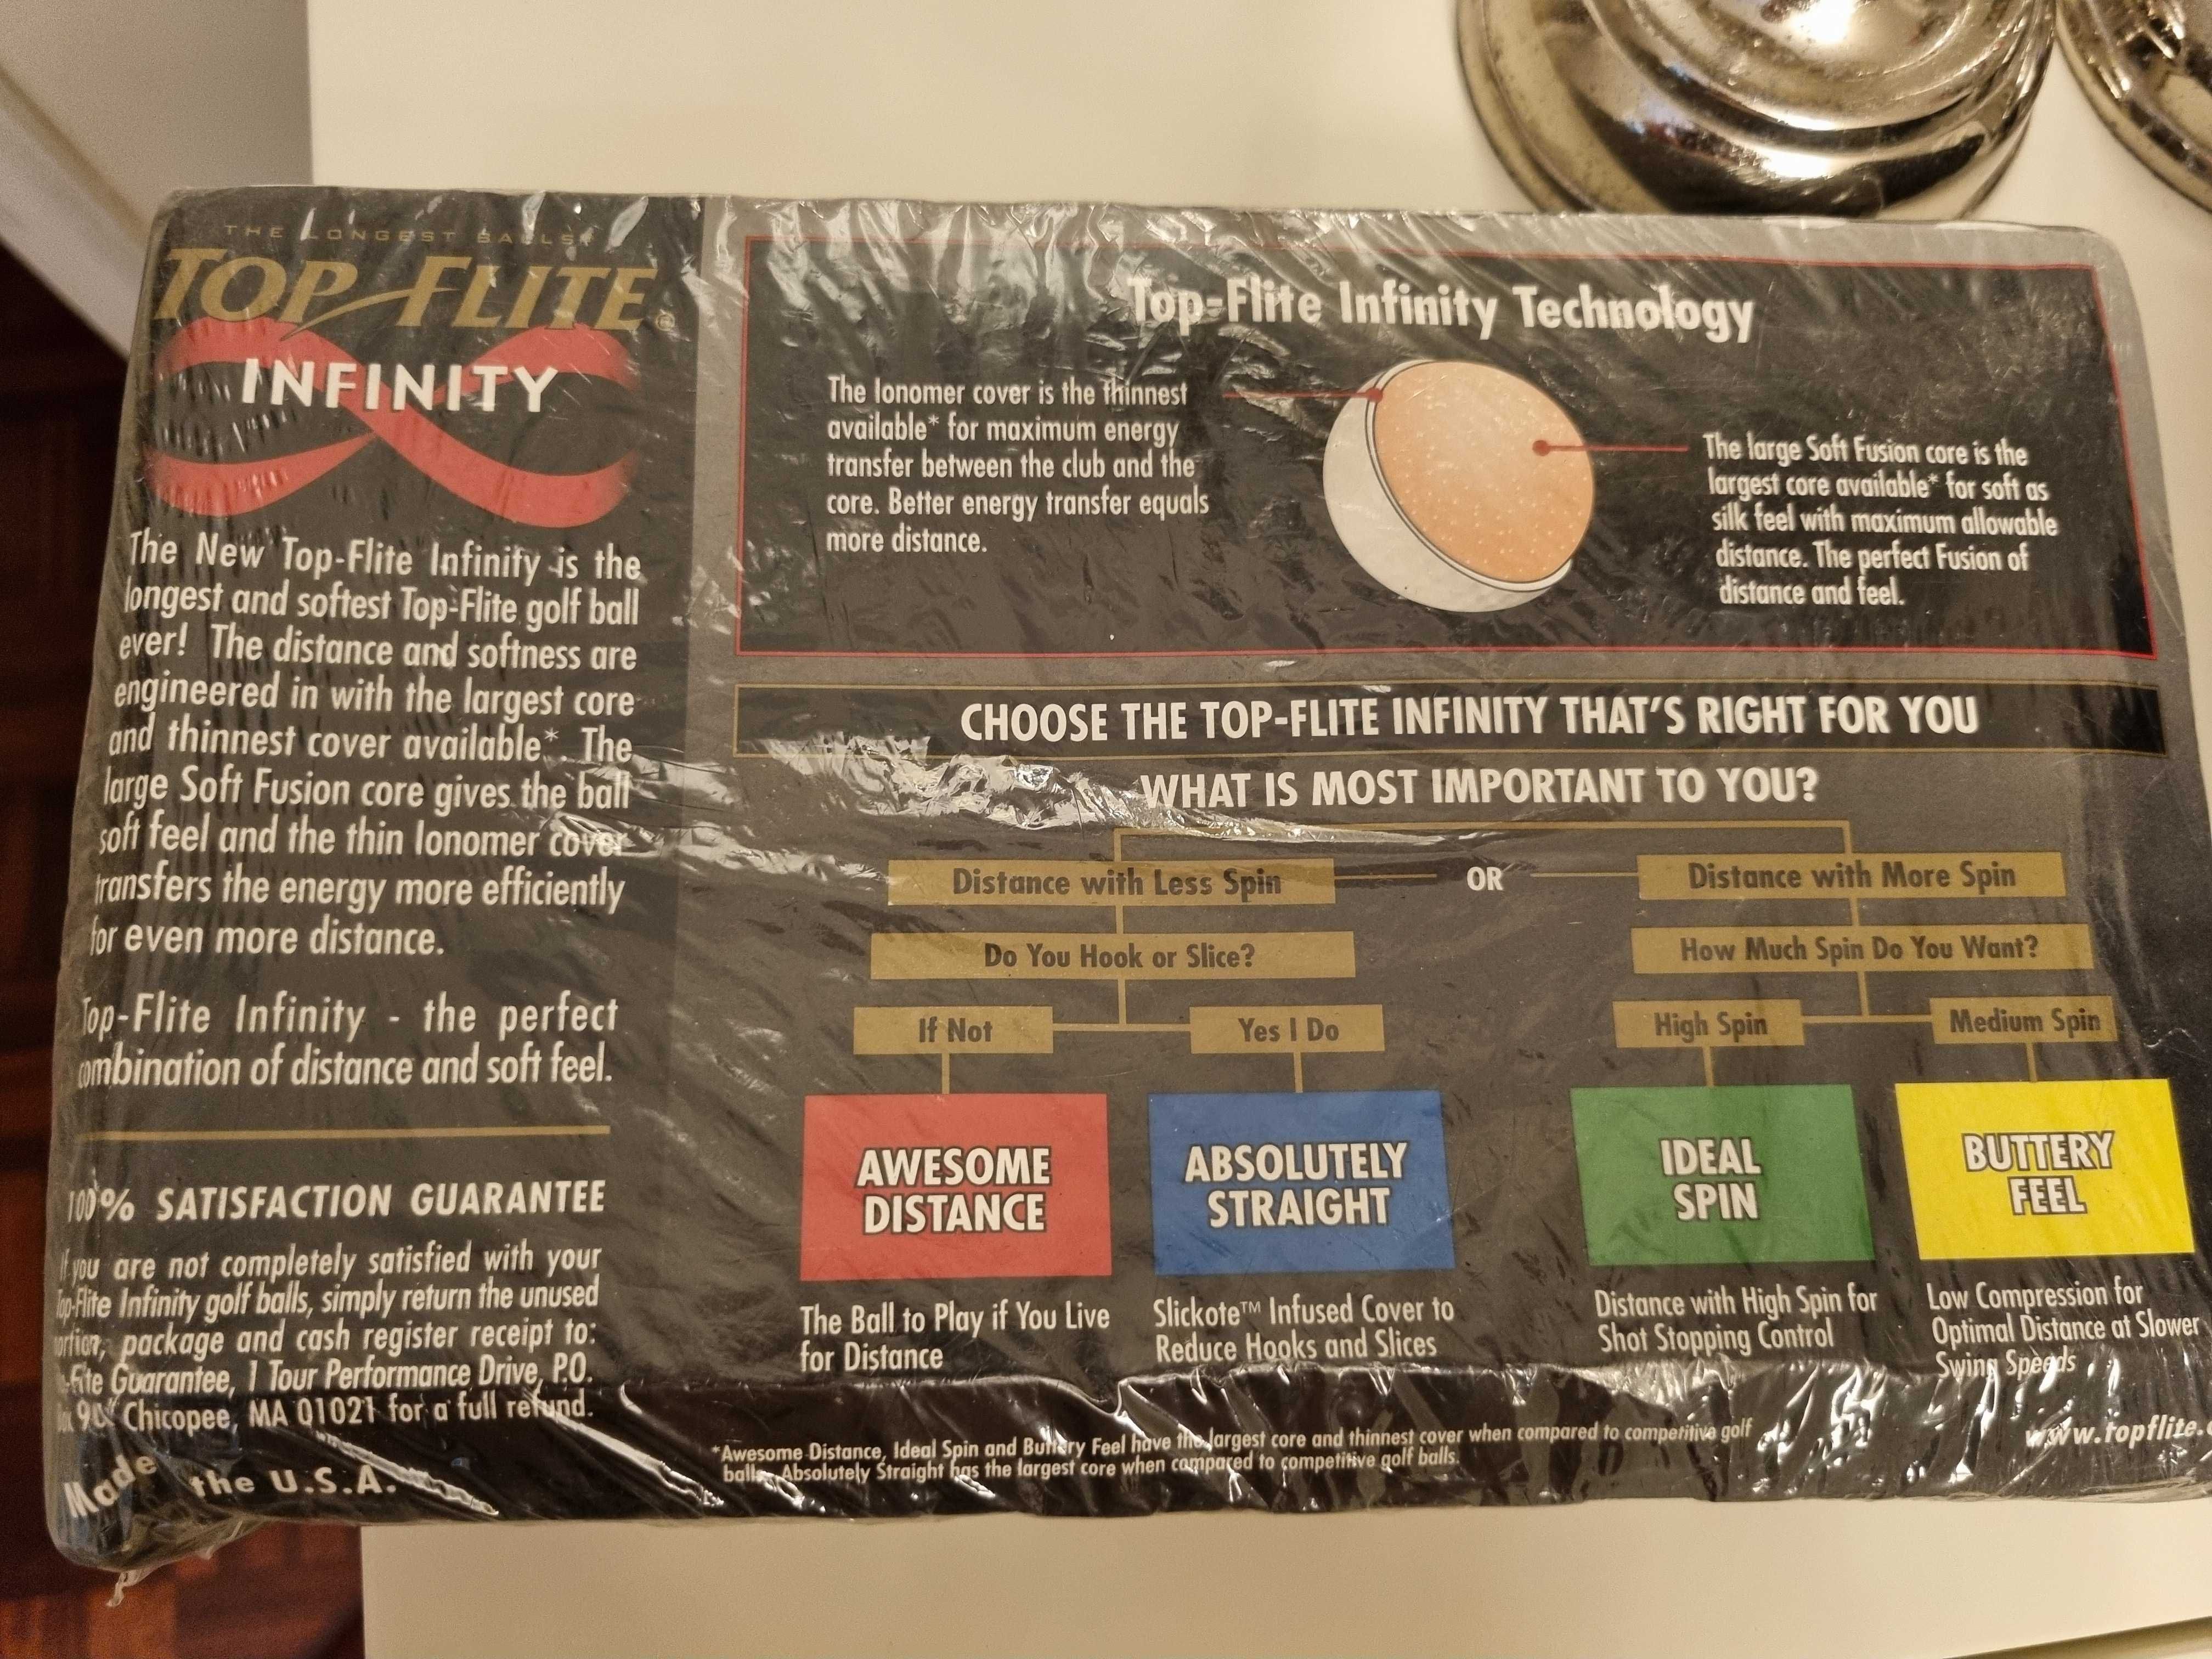 THE LONGEST BALLS
TOP-FLITE®
INFINITY
The New Top-Flite Infinity is the
longest and softest Top-Flite golf ball
ever! The distance and softness are
engineered in with the largest core
and thinnest cover available*. The
large Soft Fusion core gives the ball
soft feel and the thin Ionomer cover
transfers the energy more efficiently
for even more distance.
Top-Flite Infinity - the perfect
combination of distance and soft feel.
100% SATISFACTION GUARANTEE
If you are not completely satisfied with your
Top-Flite Infinity golf balls, simply return the unused
portion, package and cash register receipt to:
-Flite Guarantee, 1 Tour Performance Drive, P.O.
Chicopee, MA 01021 for a full refund.
Made the U.S.A.
Top-Flite Infinity Technology
The Ionomer cover is the thinnest
available* for maximum energy
transfer between the club and the
core. Better energy transfer equals
more distance.
The large Soft Fusion core is the
largest core available* for soft as
silk feel with maximum allowable
distance. The perfect Fusion of
distance and feel.
CHOOSE THE TOP-FLITE INFINITY THAT'S RIGHT FOR YOU
WHAT IS MOST IMPORTANT TO YOU?
Distance with Less Spin OR Distance with More Spin
Do You Hook or Slice?
How Much Spin Do You Want?
If Not
Yes I Do
High Spin
Medium Spin
AWESOME
DISTANCE
ABSOLUTELY
STRAIGHT
IDEAL
SPIN
BUTTERY
FEEL
The Ball to Play if You Live
for Distance
Slickote™ Infused Cover to
Reduce Hooks and Slices
Distance with High Spin for
Shot Stopping Control
Low Compression for
Optimal Distance at Slower
Swing Speeds
*Awesome Distance, Ideal Spin and Buttery Feel have the largest core and thinnest cover when compared to competitive golf
balls. Absolutely Straight has the largest core when compared to competitive golf balls.
www.topflite.